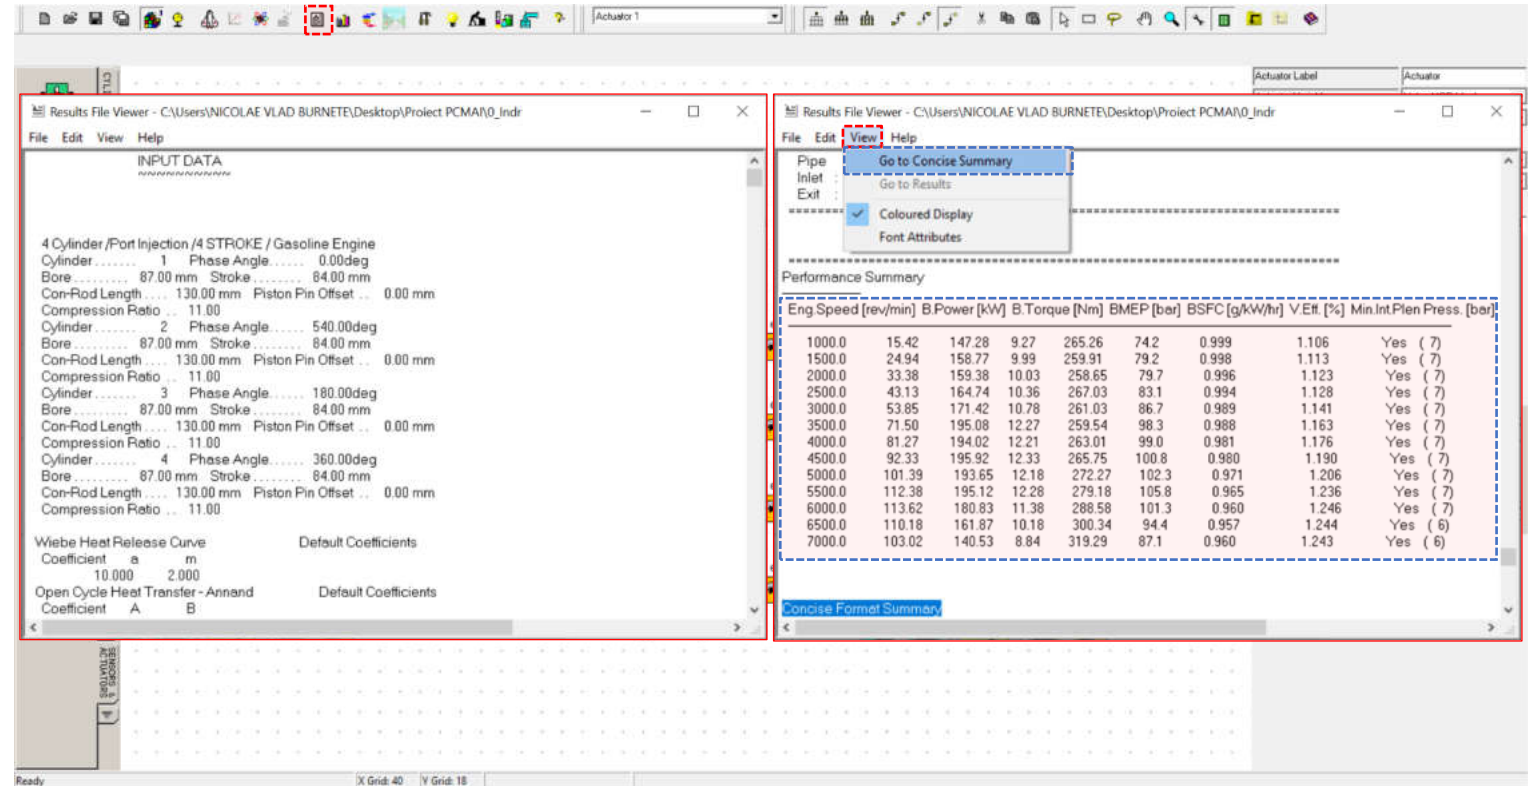 Actuator 1
CYLI
Actuator Label Actuator
Results File Viewer - C:\Users\NICOLAE VLAD BURNETE\Desktop\Proiect PCMAI\0_Indr
File Edit View Help
INPUT DATA
~~~~~~~~~~
4 Cylinder /Port Injection /4 STROKE / Gasoline Engine
Cylinder ....... 1 Phase Angle...... 0.00deg
Bore ......... 87.00 mm Stroke ........ 84.00 mm
Con-Rod Length .... 130.00 mm Piston Pin Offset .. 0.00 mm
Compression Ratio .. 11.00
Cylinder ....... 2 Phase Angle...... 540.00deg
Bore ......... 87.00 mm Stroke ........ 84.00 mm
Con-Rod Length .... 130.00 mm Piston Pin Offset .. 0.00 mm
Compression Ratio .. 11.00
Cylinder ....... 3 Phase Angle...... 180.00deg
Bore ......... 87.00 mm Stroke ........ 84.00 mm
Con-Rod Length .... 130.00 mm Piston Pin Offset .. 0.00 mm
Compression Ratio .. 11.00
Cylinder ....... 4 Phase Angle...... 360.00deg
Bore ......... 87.00 mm Stroke ........ 84.00 mm
Con-Rod Length .... 130.00 mm Piston Pin Offset .. 0.00 mm
Compression Ratio .. 11.00
Wiebe Heat Release Curve Default Coefficients
Coefficient a m
10.000 2.000
Open Cycle Heat Transfer - Annand Default Coefficients
Coefficient A B
Results File Viewer - C:\Users\NICOLAE VLAD BURNETE\Desktop\Proiect PCMAI\0_Indr
File Edit View Help
Pipe
Inlet :
Exit :
Go to Concise Summary
Go to Results
Coloured Display
Font Attributes
Performance Summary
Eng.Speed [rev/min] B.Power [kW] B.Torque [Nm] BMEP [bar] BSFC [g/kW/hr] V.Eff. [%] Min.Int.Plen Press. [bar]
1000.0 15.42 147.28 9.27 265.26 74.2 0.999 1.106 Yes ( 7)
1500.0 24.94 158.77 9.99 259.91 79.2 0.998 1.113 Yes ( 7)
2000.0 33.38 159.38 10.03 258.65 79.7 0.996 1.123 Yes ( 7)
2500.0 43.13 164.74 10.36 267.03 83.1 0.994 1.128 Yes ( 7)
3000.0 53.85 171.42 10.78 261.03 86.7 0.989 1.141 Yes ( 7)
3500.0 71.50 195.08 12.27 259.54 98.3 0.988 1.163 Yes ( 7)
4000.0 81.27 194.02 12.21 263.01 99.0 0.981 1.176 Yes ( 7)
4500.0 92.33 195.92 12.33 265.75 100.8 0.980 1.190 Yes ( 7)
5000.0 101.39 193.65 12.18 272.27 102.3 0.971 1.206 Yes ( 7)
5500.0 112.38 195.12 12.28 279.18 105.8 0.965 1.236 Yes ( 7)
6000.0 113.62 180.83 11.38 288.58 101.3 0.960 1.246 Yes ( 7)
6500.0 110.18 161.87 10.18 300.34 94.4 0.957 1.244 Yes ( 6)
7000.0 103.02 140.53 8.84 319.29 87.1 0.960 1.243 Yes ( 6)
Concise Format Summary
SENSORS & ACTUATORS
Ready X Grid: 40 Y Grid: 18